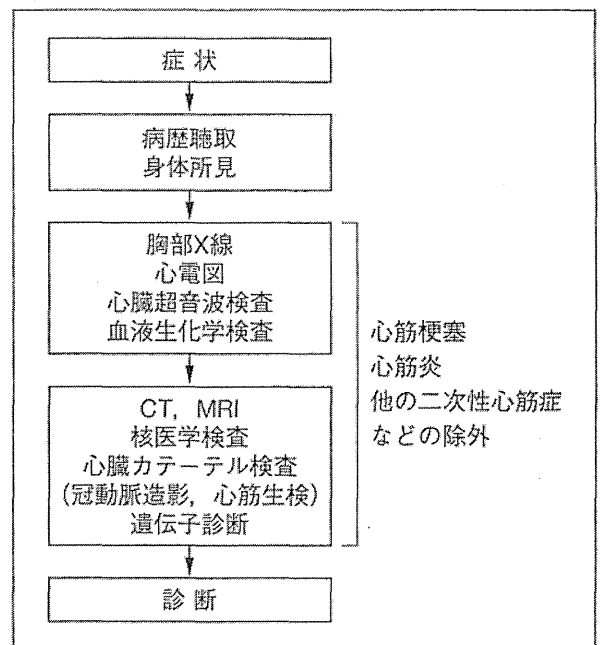 症 状
病歴聴取
身体所見
胸部X線
心電図
心臓超音波検査
血液生化学検査
CT, MRI
核医学検査
心臓カテーテル検査
(冠動脈造影, 心筋生検)
遺伝子診断
心筋梗塞
心筋炎
他の二次性心筋症
などの除外
診 断